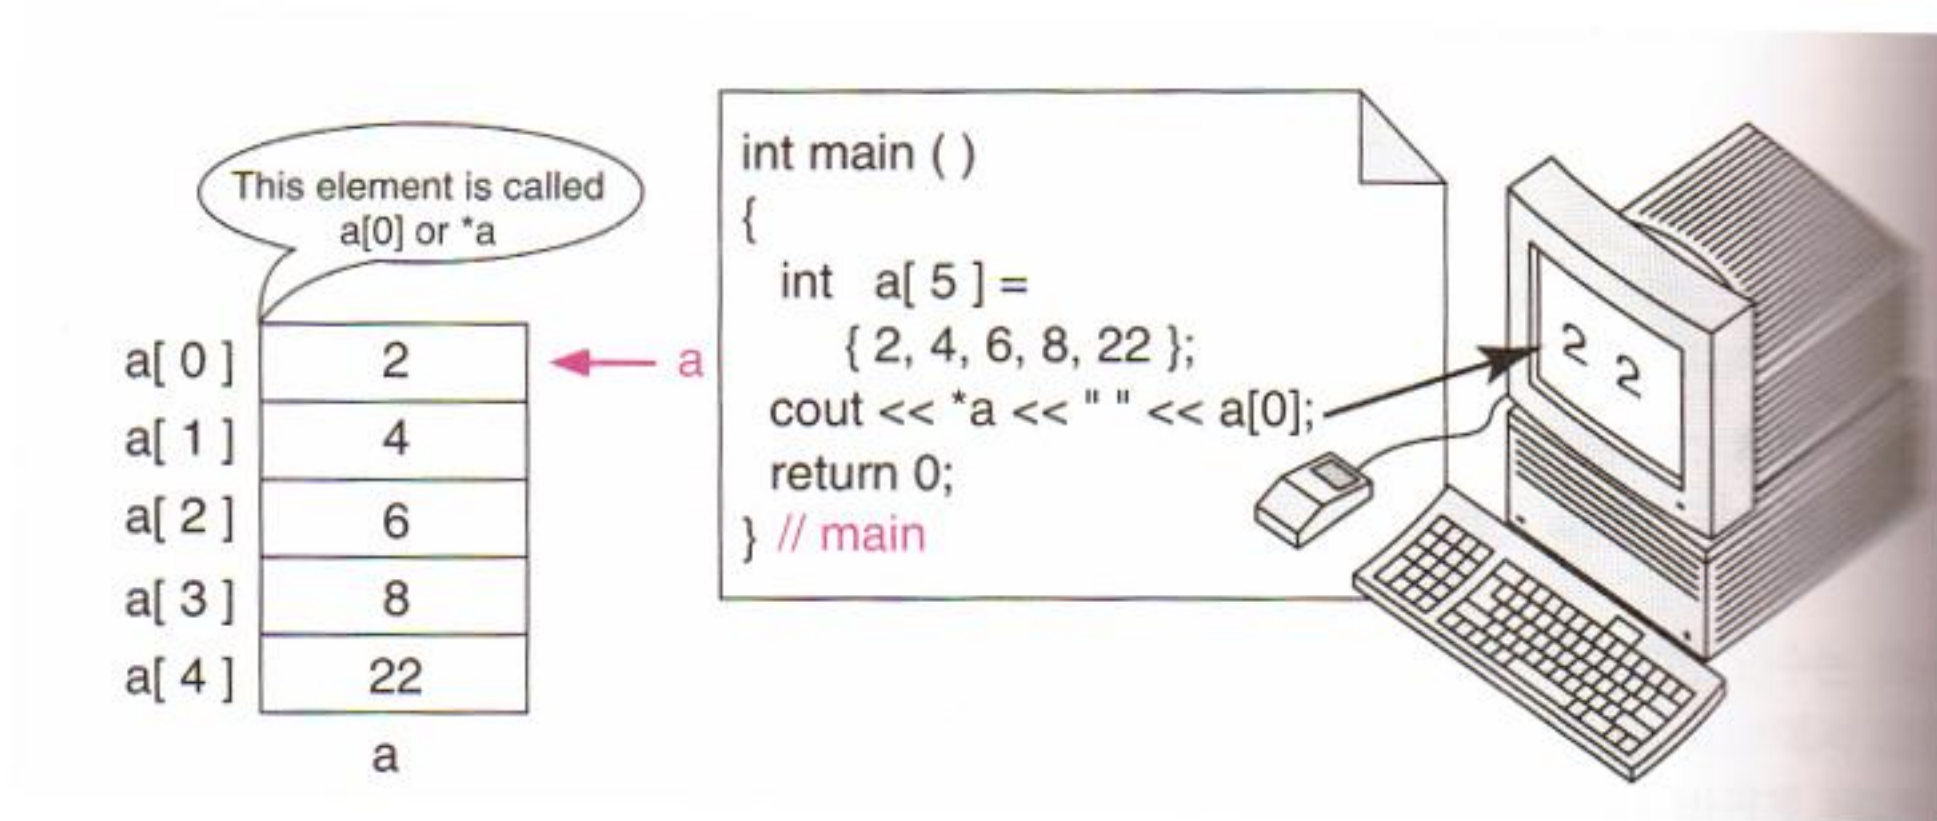 This element is called
a[0] or *a
a[ 0 ]
2
a
a[ 1 ]
4
a[ 2 ]
6
a[ 3 ]
8
a[ 4 ]
22
a
int main ( )
{
int a[ 5 ] =
{ 2, 4, 6, 8, 22 };
cout << *a << " " << a[0];
return 0;
} // main
2 2